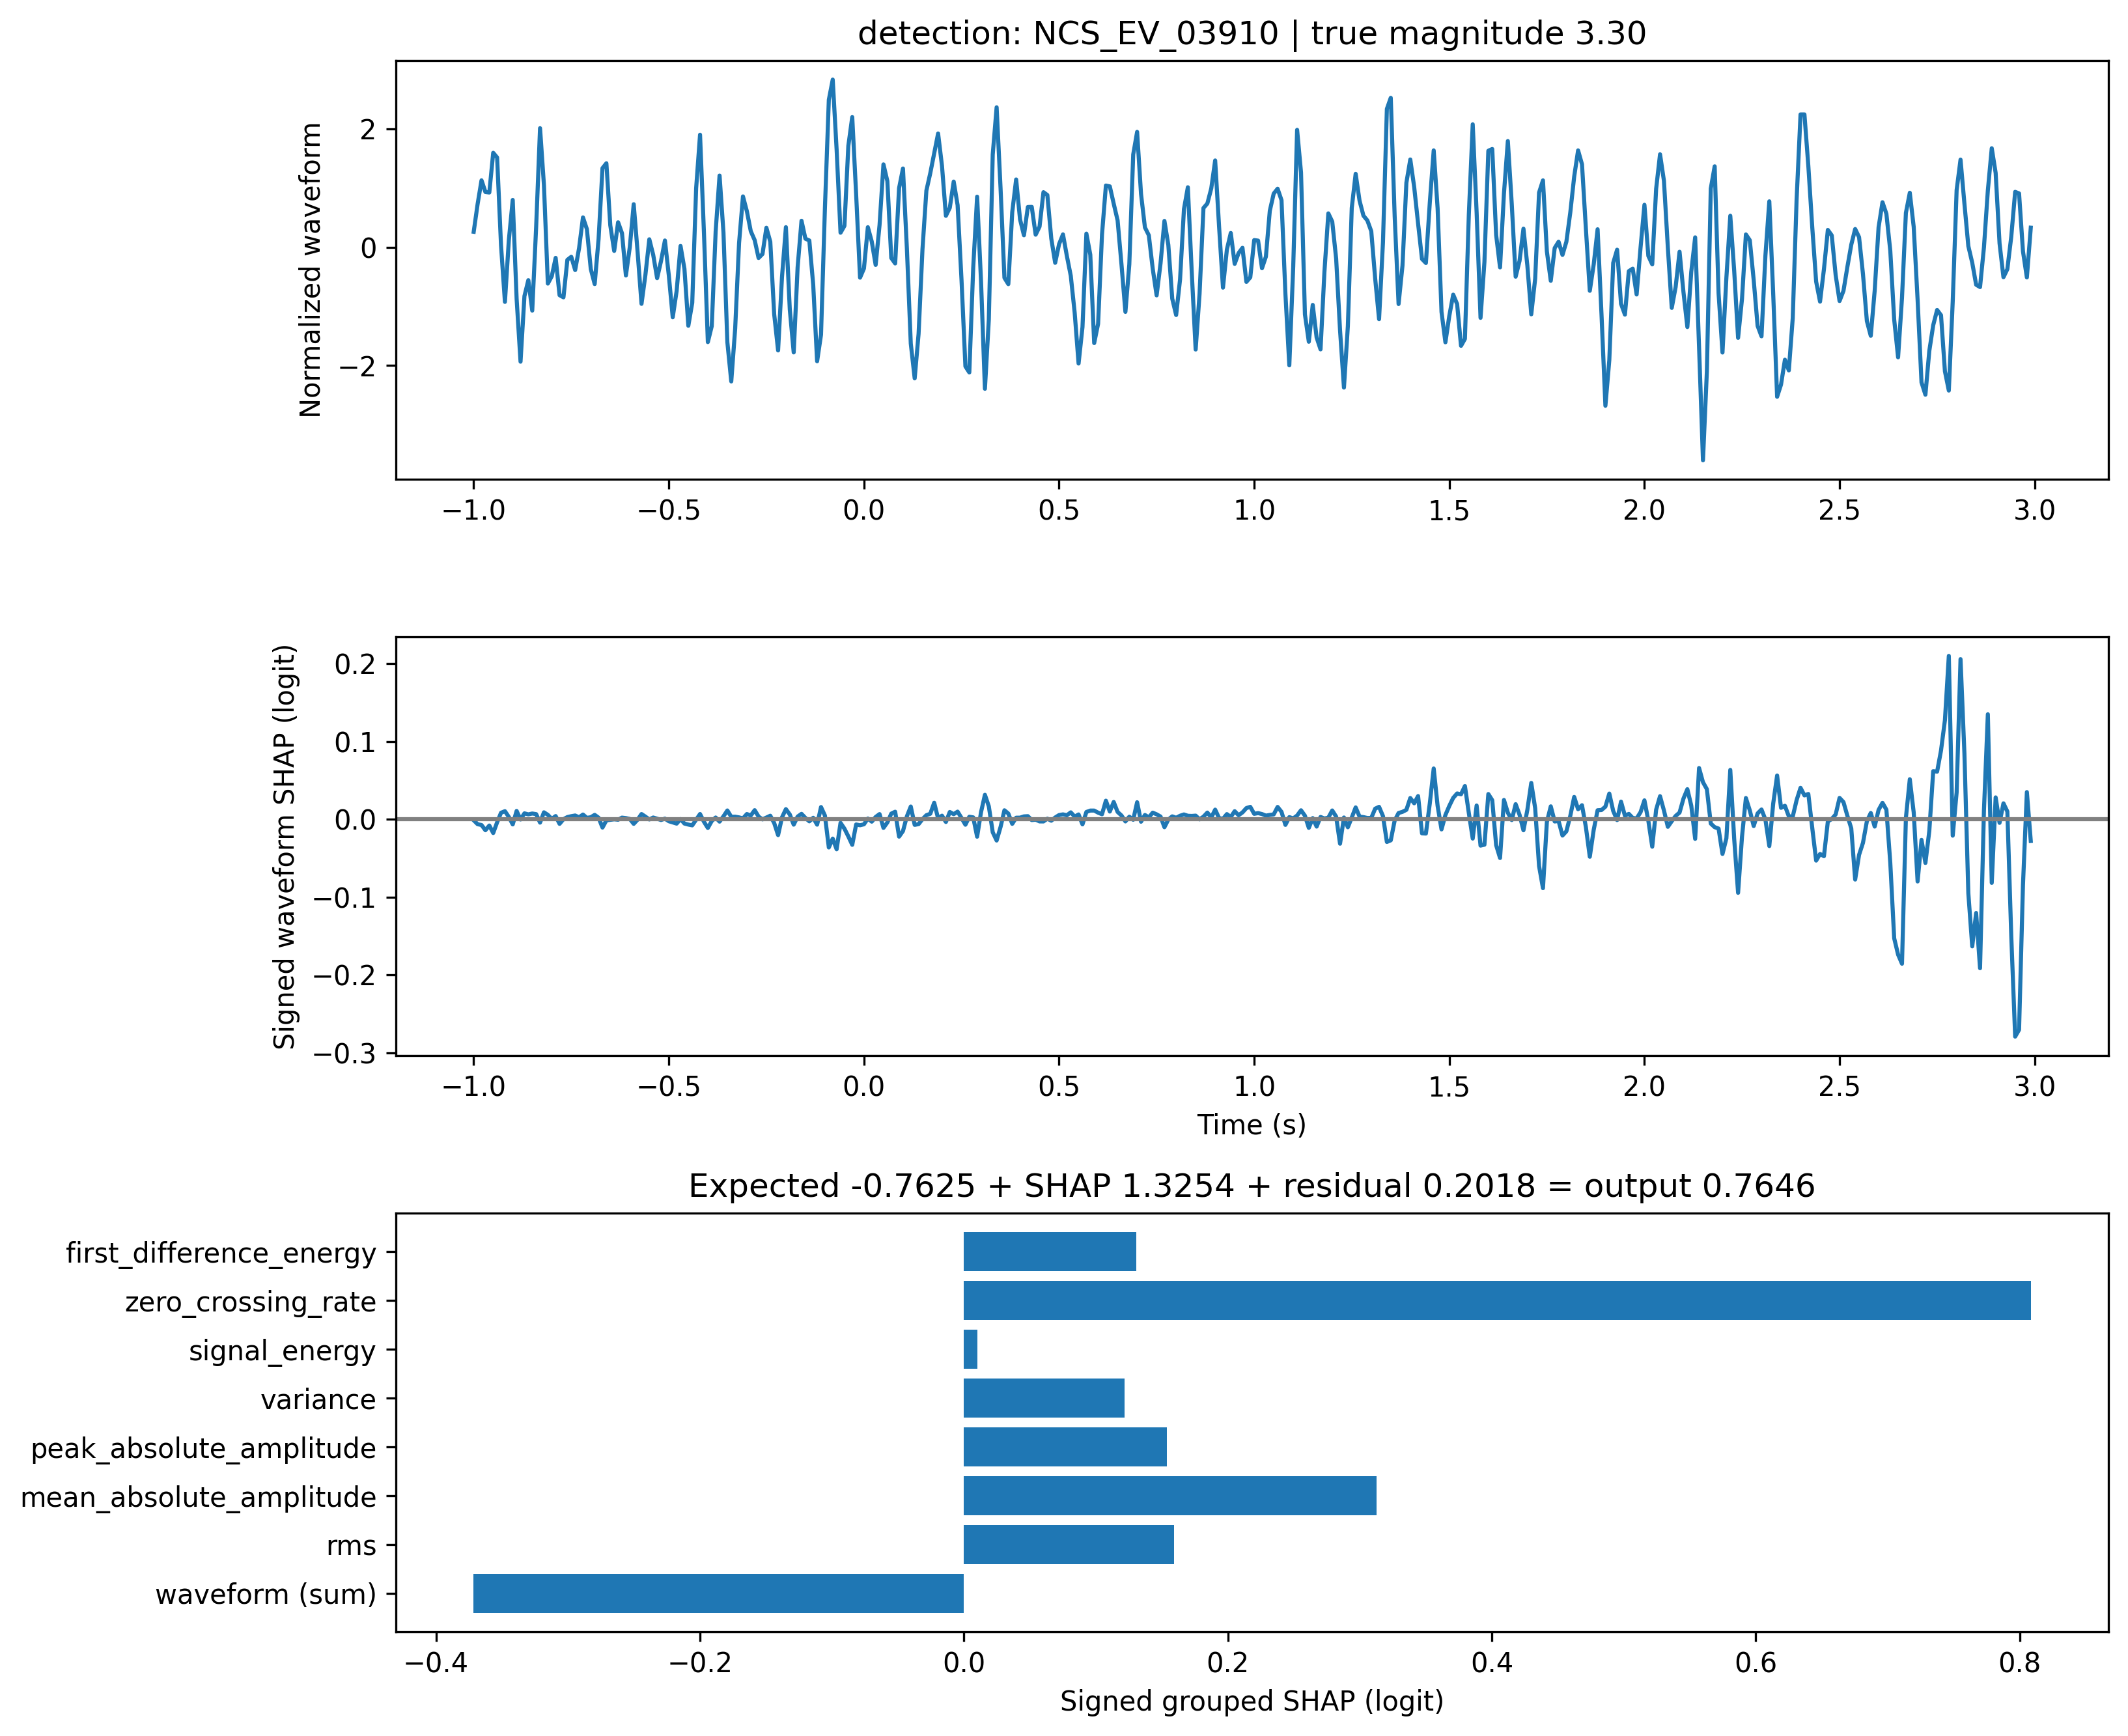 detection: NCS_EV_03910 | true magnitude 3.30
Normalized waveform
2
0
−2
−1.0 −0.5 0.0 0.5 1.0 1.5 2.0 2.5 3.0
Signed waveform SHAP (logit)
0.2
0.1
0.0
−0.1
−0.2
−0.3
−1.0 −0.5 0.0 0.5 1.0 1.5 2.0 2.5 3.0
Time (s)
Expected -0.7625 + SHAP 1.3254 + residual 0.2018 = output 0.7646
first_difference_energy
zero_crossing_rate
signal_energy
variance
peak_absolute_amplitude
mean_absolute_amplitude
rms
waveform (sum)
−0.4 −0.2 0.0 0.2 0.4 0.6 0.8
Signed grouped SHAP (logit)